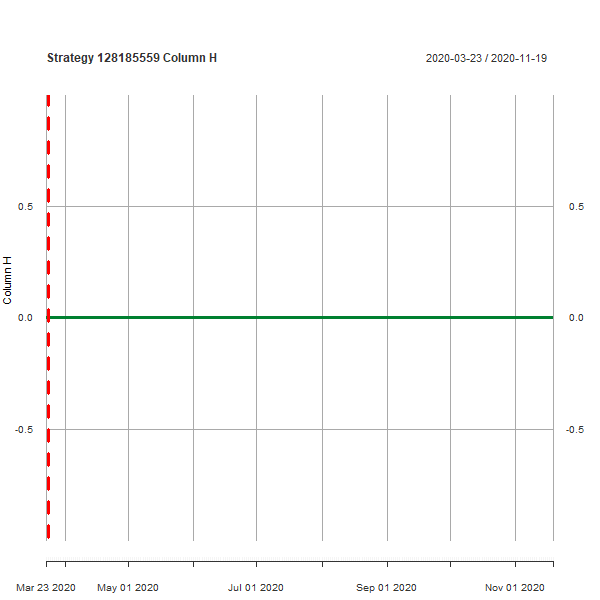 Strategy 128185559 Column H
2020-03-23 / 2020-11-19
0.5
0.5
Column H
0.0
0.0
-0.5
-0.5
Mar 23 2020
May 01 2020
Jul 01 2020
Sep 01 2020
Nov 01 2020